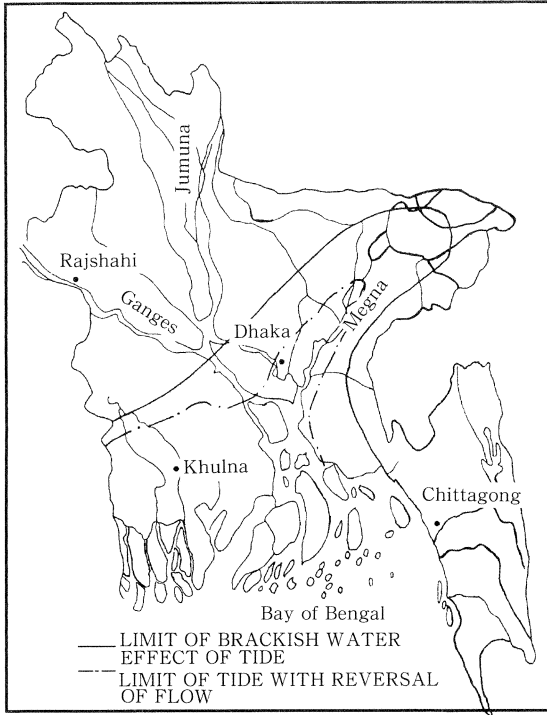 Jumuna
Rajshahi
Ganges
Dhaka
Megna
Khulna
Chittagong
Bay of Bengal
LIMIT OF BRACKISH WATER
EFFECT OF TIDE
LIMIT OF TIDE WITH REVERSAL
OF FLOW